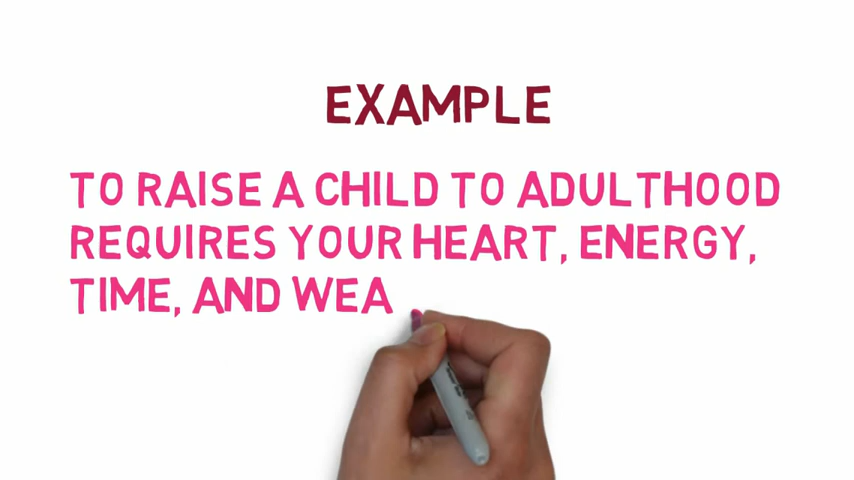 EXAMPLE
TO RAISE A CHILD TO ADULTHOOD
REQUIRES YOUR HEART, ENERGY,
TIME, AND WEA